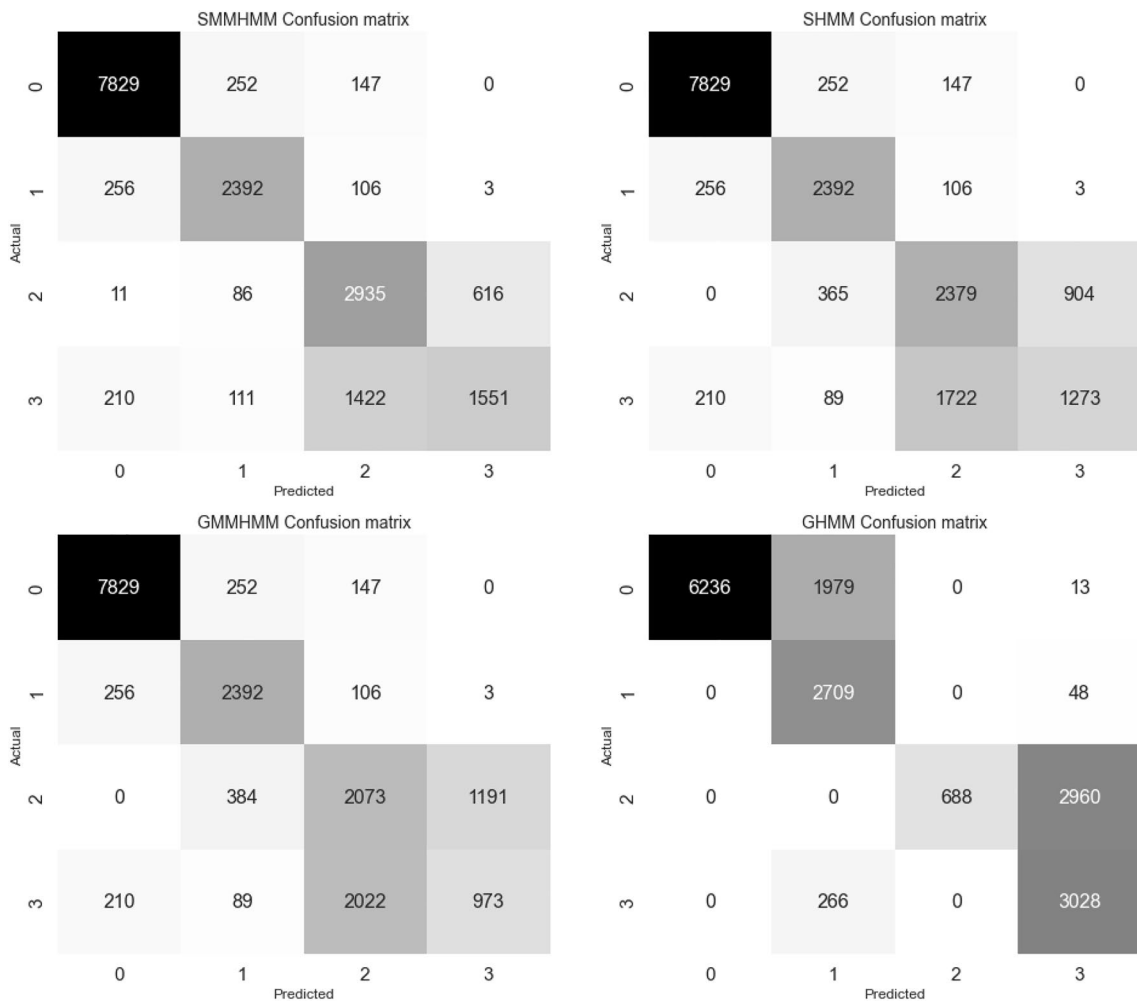 SMMHMM Confusion matrix
0 7829 252 147 0
1 256 2392 106 3
Actual
2 11 86 2935 616
3 210 111 1422 1551
0 1 2 3
Predicted
SHMM Confusion matrix
0 7829 252 147 0
1 256 2392 106 3
Actual
2 0 365 2379 904
3 210 89 1722 1273
0 1 2 3
Predicted
GMMHMM Confusion matrix
0 7829 252 147 0
1 256 2392 106 3
Actual
2 0 384 2073 1191
3 210 89 2022 973
0 1 2 3
Predicted
GHMM Confusion matrix
0 6236 1979 0 13
1 0 2709 0 48
Actual
2 0 0 688 2960
3 0 266 0 3028
0 1 2 3
Predicted